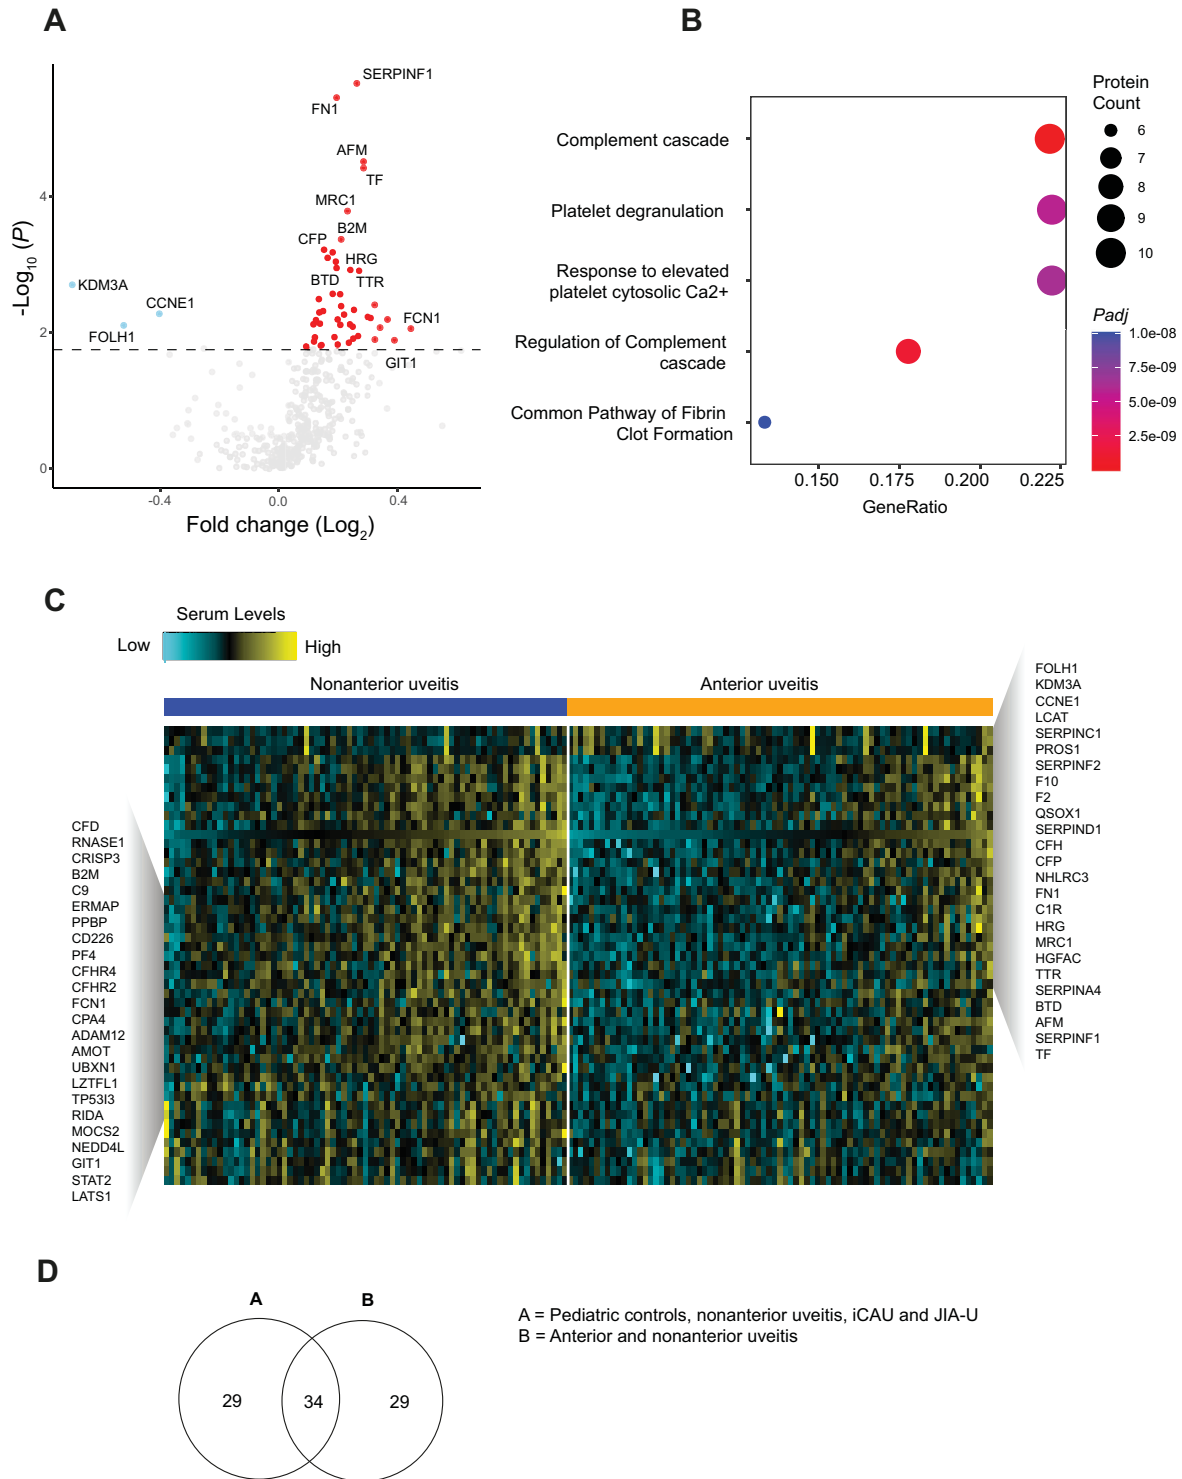 A
SERPINF1
FN1
AFM
TF
MRC1
B2M
CFP
HRG
BTD
TTR
KDM3A
CCNE1
FOLH1
FCN1
GIT1
4
2
0
-0.4
0.0
0.4
-Log10 (P)
Fold change (Log2)
B
Complement cascade
Platelet degranulation
Response to elevated
platelet cytosolic Ca2+
Regulation of Complement
cascade
Common Pathway of Fibrin
Clot Formation
0.150
0.175
0.200
0.225
GeneRatio
Protein
Count
6
7
8
9
10
Padj
1.0e-08
7.5e-09
5.0e-09
2.5e-09
C
Serum Levels
Low
High
Nonanterior uveitis
Anterior uveitis
CFD
RNASE1
CRISP3
B2M
C9
ERMAP
PPBP
CD226
PF4
CFHR4
CFHR2
FCN1
CPA4
ADAM12
AMOT
UBXN1
LZTFL1
TP53I3
RIDA
MOCS2
NEDD4L
GIT1
STAT2
LATS1
FOLH1
KDM3A
CCNE1
LCAT
SERPINC1
PROS1
SERPINF2
F10
F2
QSOX1
SERPIND1
CFH
CFP
NHLRC3
FN1
C1R
HRG
MRC1
HGFAC
TTR
SERPINA4
BTD
AFM
SERPINF1
TF
D
A
B
29
34
29
A = Pediatric controls, nonanterior uveitis, iCAU and JIA-U
B = Anterior and nonanterior uveitis